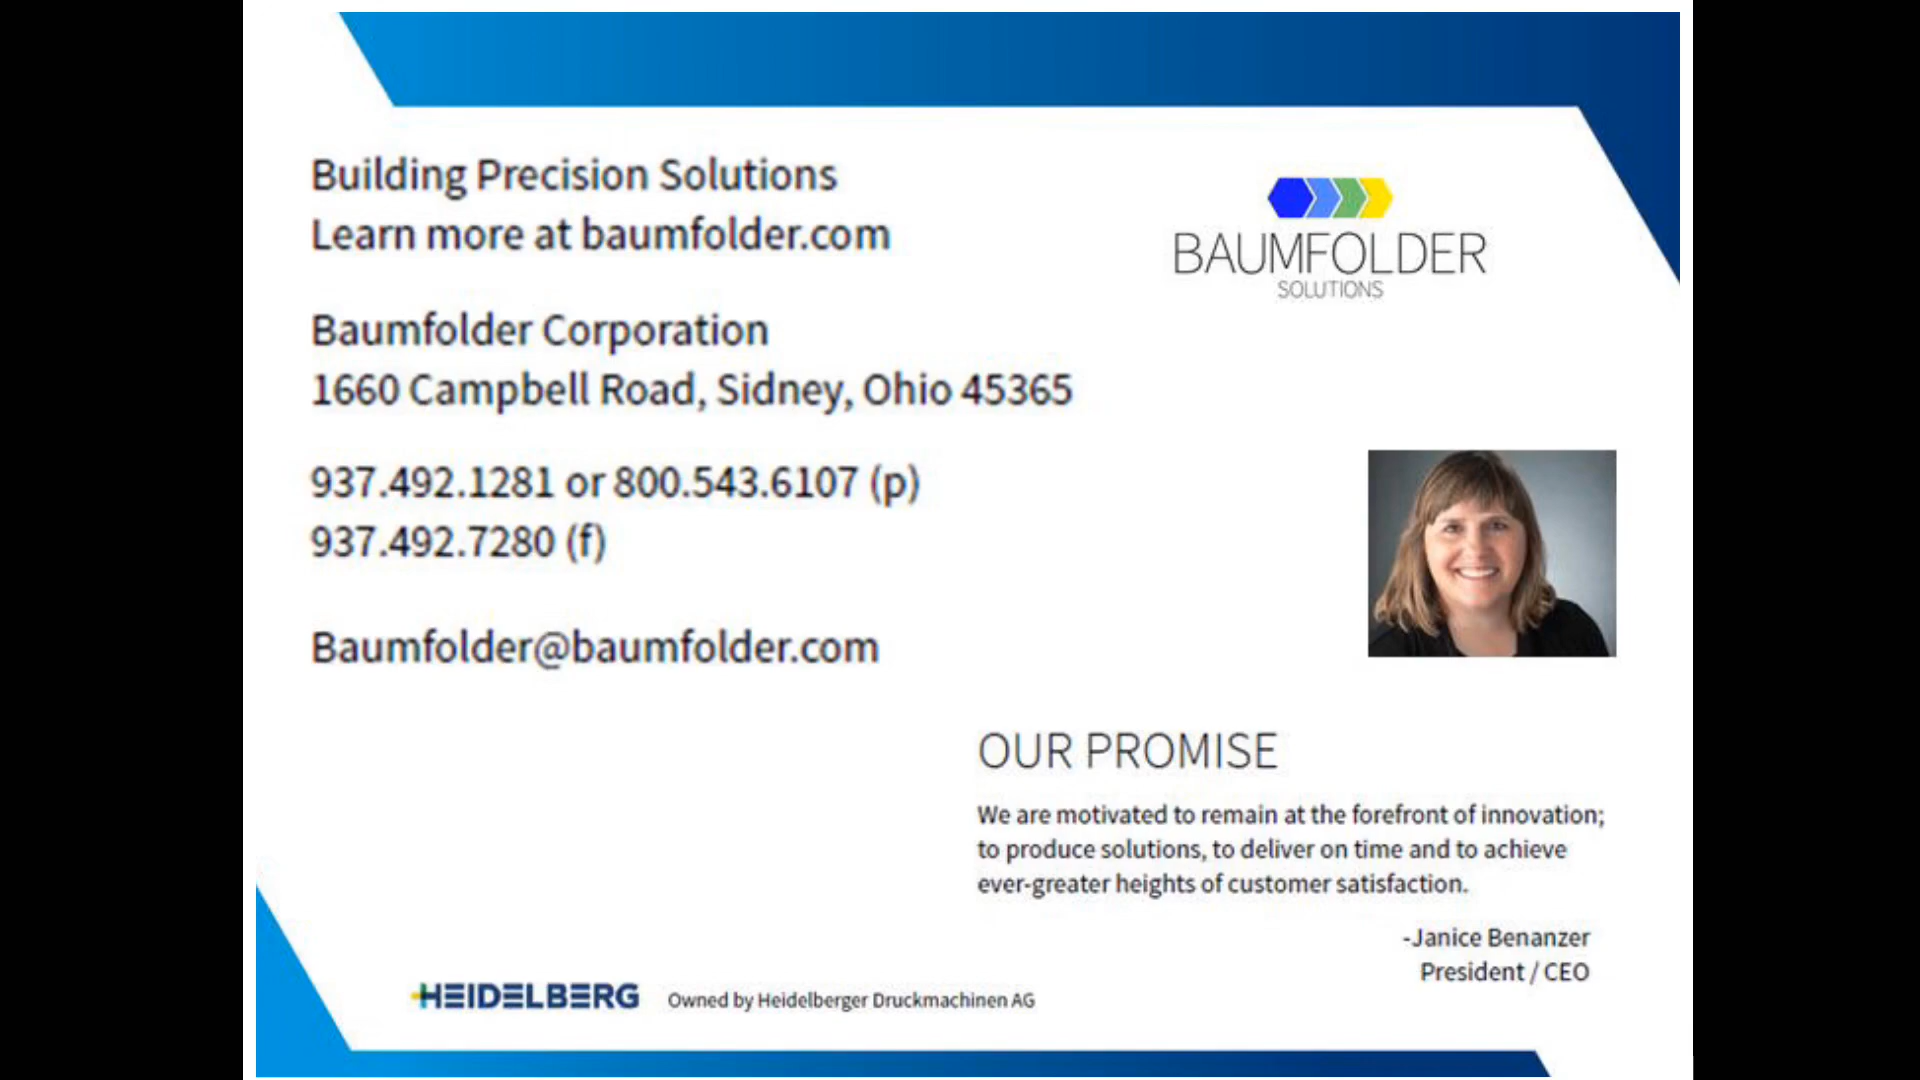 Building Precision Solutions
Learn more at baumfolder.com
BAUMFOLDER
SOLUTIONS
Baumfolder Corporation
1660 Campbell Road, Sidney, Ohio 45365
937.492.1281 or 800.543.6107 (p)
937.492.7280 (f)
Baumfolder@baumfolder.com
OUR PROMISE
We are motivated to remain at the forefront of innovation;
to produce solutions, to deliver on time and to achieve
ever-greater heights of customer satisfaction.
-Janice Benanzer
President / CEO
HEIDELBERG
Owned by Heidelberger Druckmachinen AG